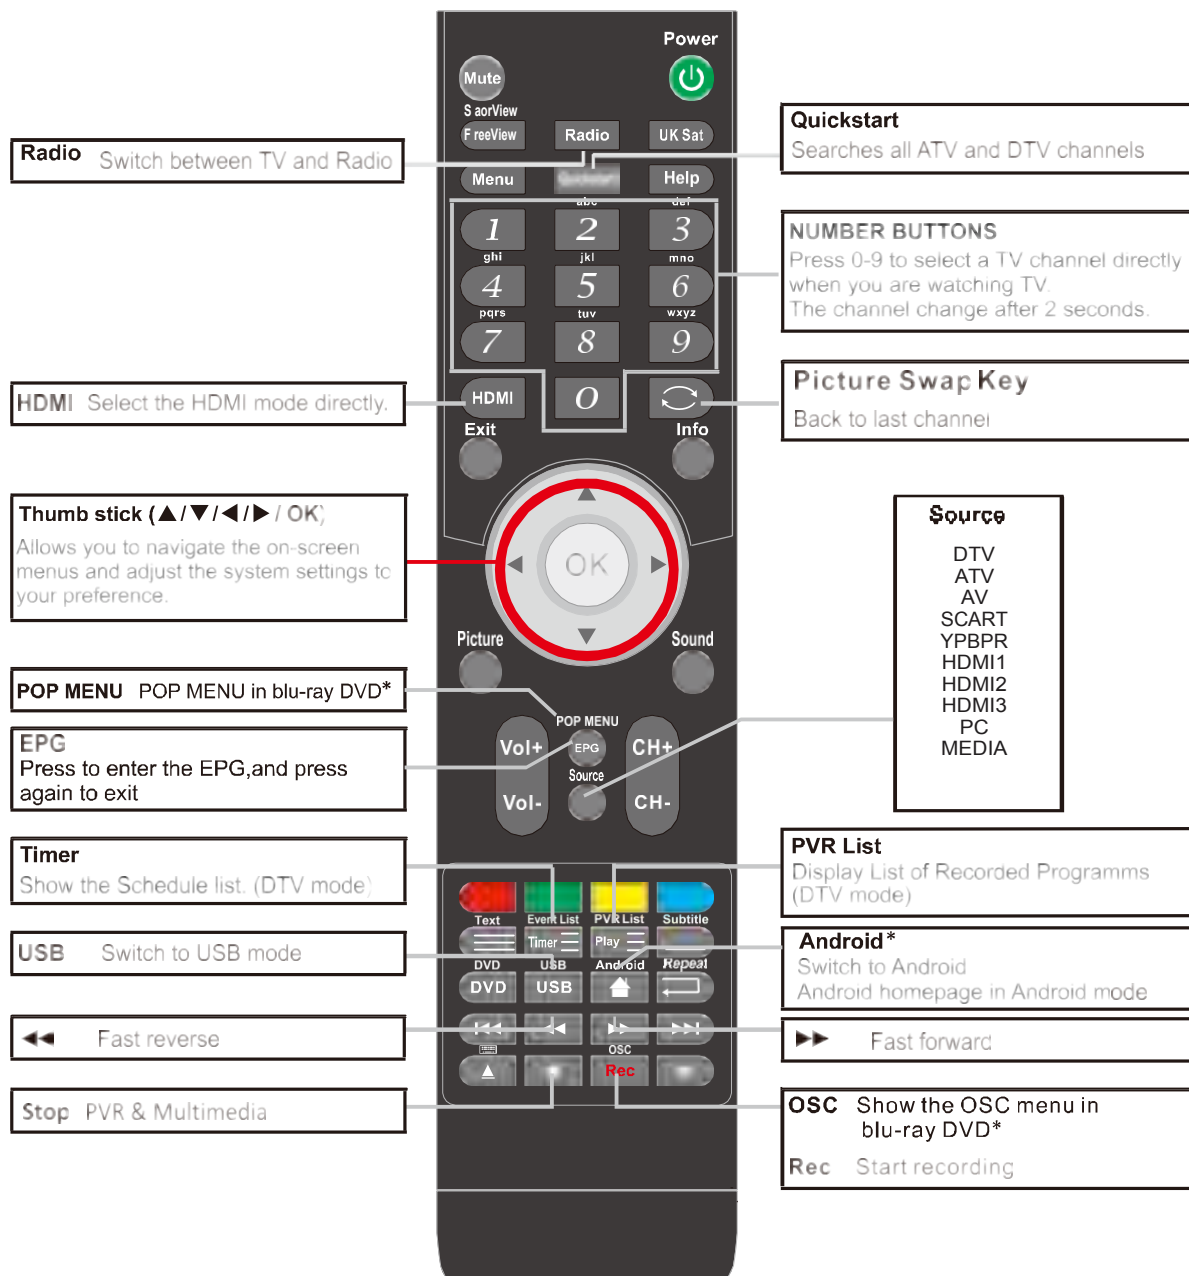 Power
Mute
S aorView
F reeView
Radio
UK Sat
Menu
Quickstart
Help
abc
def
1
2
3
ghi
jkl
mno
4
5
6
pqrs
tuv
wxyz
7
8
9
HDMI
0
Exit
Info
OK
Picture
Sound
POP MENU
Vol+
EPG
CH+
Source
Vol-
CH-
Text
Event List
PVR List
Subtitle
Timer
Play
DVD
USB
Android
Repeat
DVD
USB
OSC
Rec
Radio Switch between TV and Radio
HDMI Select the HDMI mode directly.
Thumb stick (▲/▼/◀/▶ / OK)
Allows you to navigate the on-screen
menus and adjust the system settings to
your preference.
POP MENU POP MENU in blu-ray DVD*
EPG
Press to enter the EPG,and press
again to exit
Timer
Show the Schedule list. (DTV mode)
USB Switch to USB mode
◀◀ Fast reverse
Stop PVR & Multimedia
Quickstart
Searches all ATV and DTV channels
NUMBER BUTTONS
Press 0-9 to select a TV channel directly
when you are watching TV.
The channel change after 2 seconds.
Picture Swap Key
Back to last channel
Source
DTV
ATV
AV
SCART
YPBPR
HDMI1
HDMI2
HDMI3
PC
MEDIA
PVR List
Display List of Recorded Programms
(DTV mode)
Android*
Switch to Android
Android homepage in Android mode
▶▶ Fast forward
OSC Show the OSC menu in
blu-ray DVD*
Rec Start recording